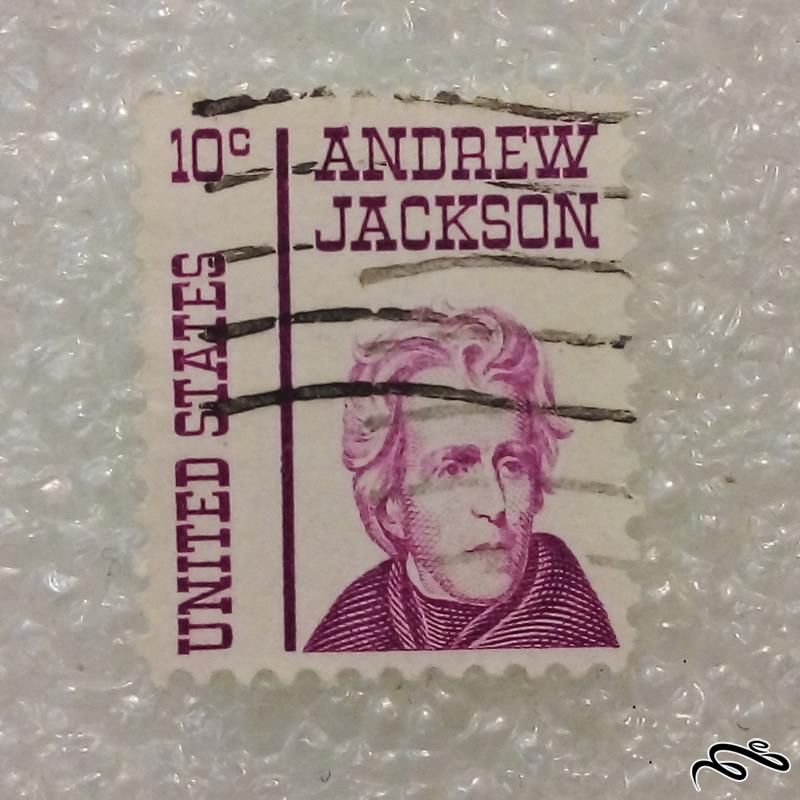 10c
ANDREW
JACKSON
UNITED STATES